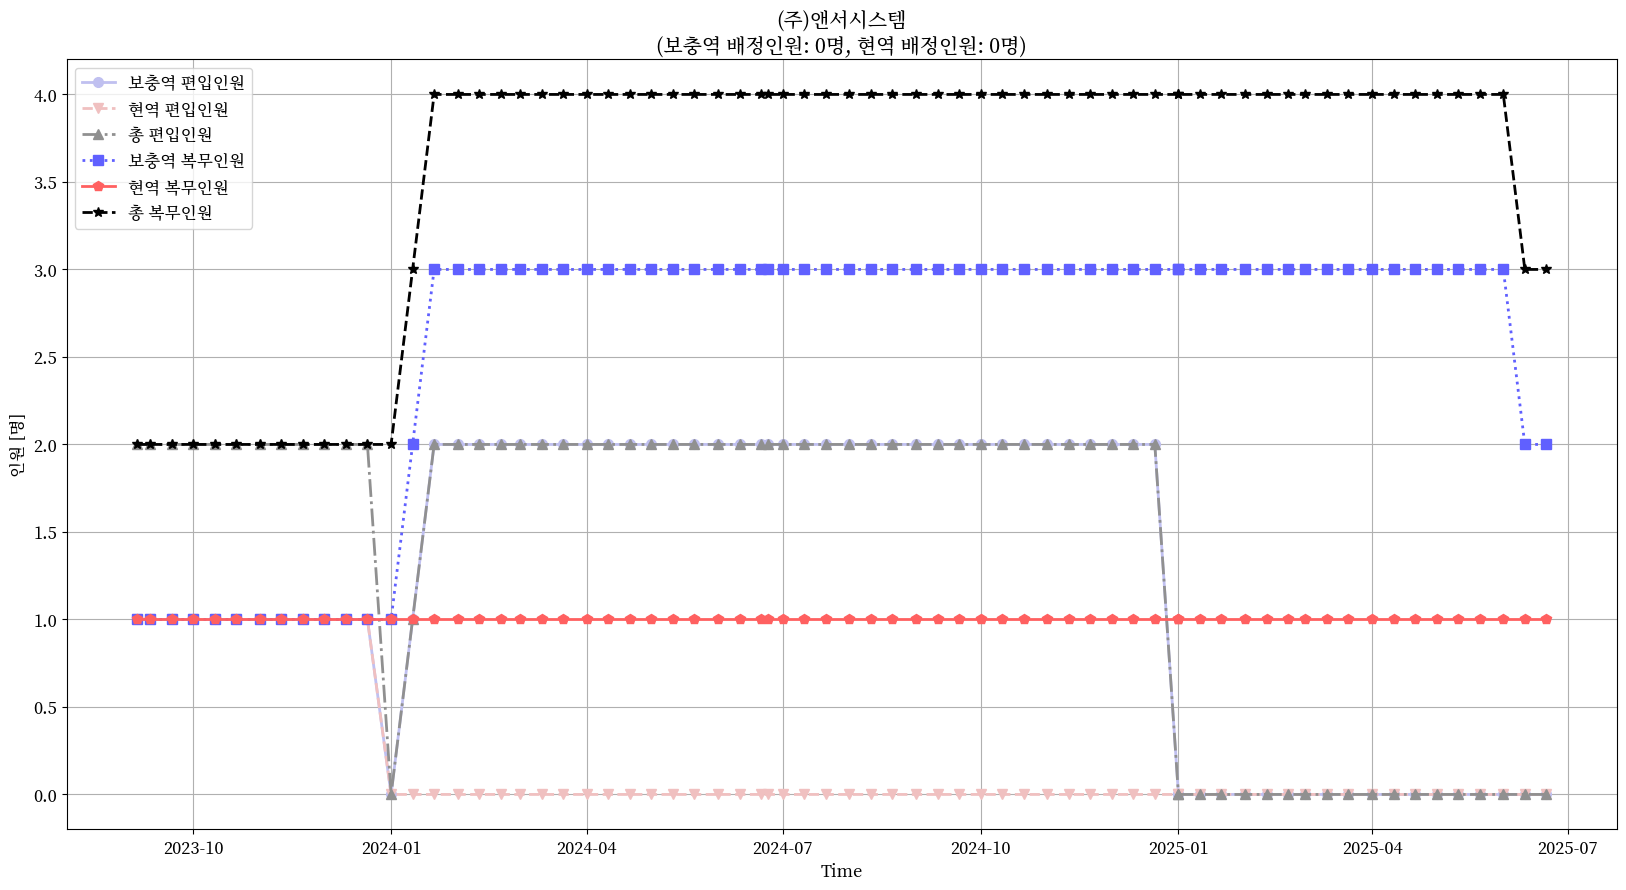 (주)앤서시스템
(보충역 배정인원: 0명, 현역 배정인원: 0명)
보충역 편입인원
현역 편입인원
총 편입인원
보충역 복무인원
현역 복무인원
총 복무인원
4.0
3.5
3.0
2.5
2.0
1.5
1.0
0.5
0.0
인원 [명]
2023-10
2024-01
2024-04
2024-07
2024-10
2025-01
2025-04
2025-07
Time